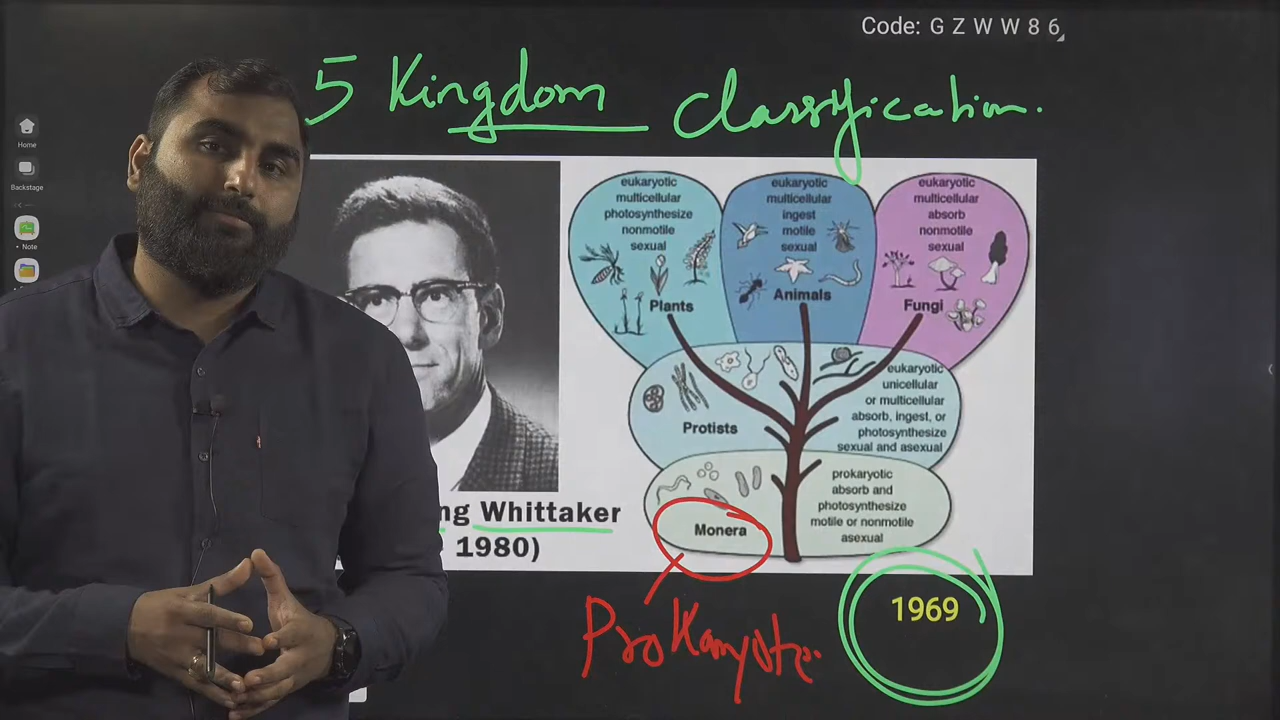 Code: G Z W W 8 6
5 Kingdom Classification.
Home
Backstage
Note
eukaryotic
multicellular
photosynthesize
nonmotile
sexual
Plants
eukaryotic
multicellular
ingest
motile
sexual
Animals
eukaryotic
multicellular
absorb
nonmotile
sexual
Fungi
Protists
eukaryotic
unicellular
or multicellular
absorb, ingest, or
photosynthesize
sexual and asexual
Monera
prokaryotic
absorb and
photosynthesize
motile or nonmotile
asexual
ng Whittaker
1980)
1969
Prokaryote